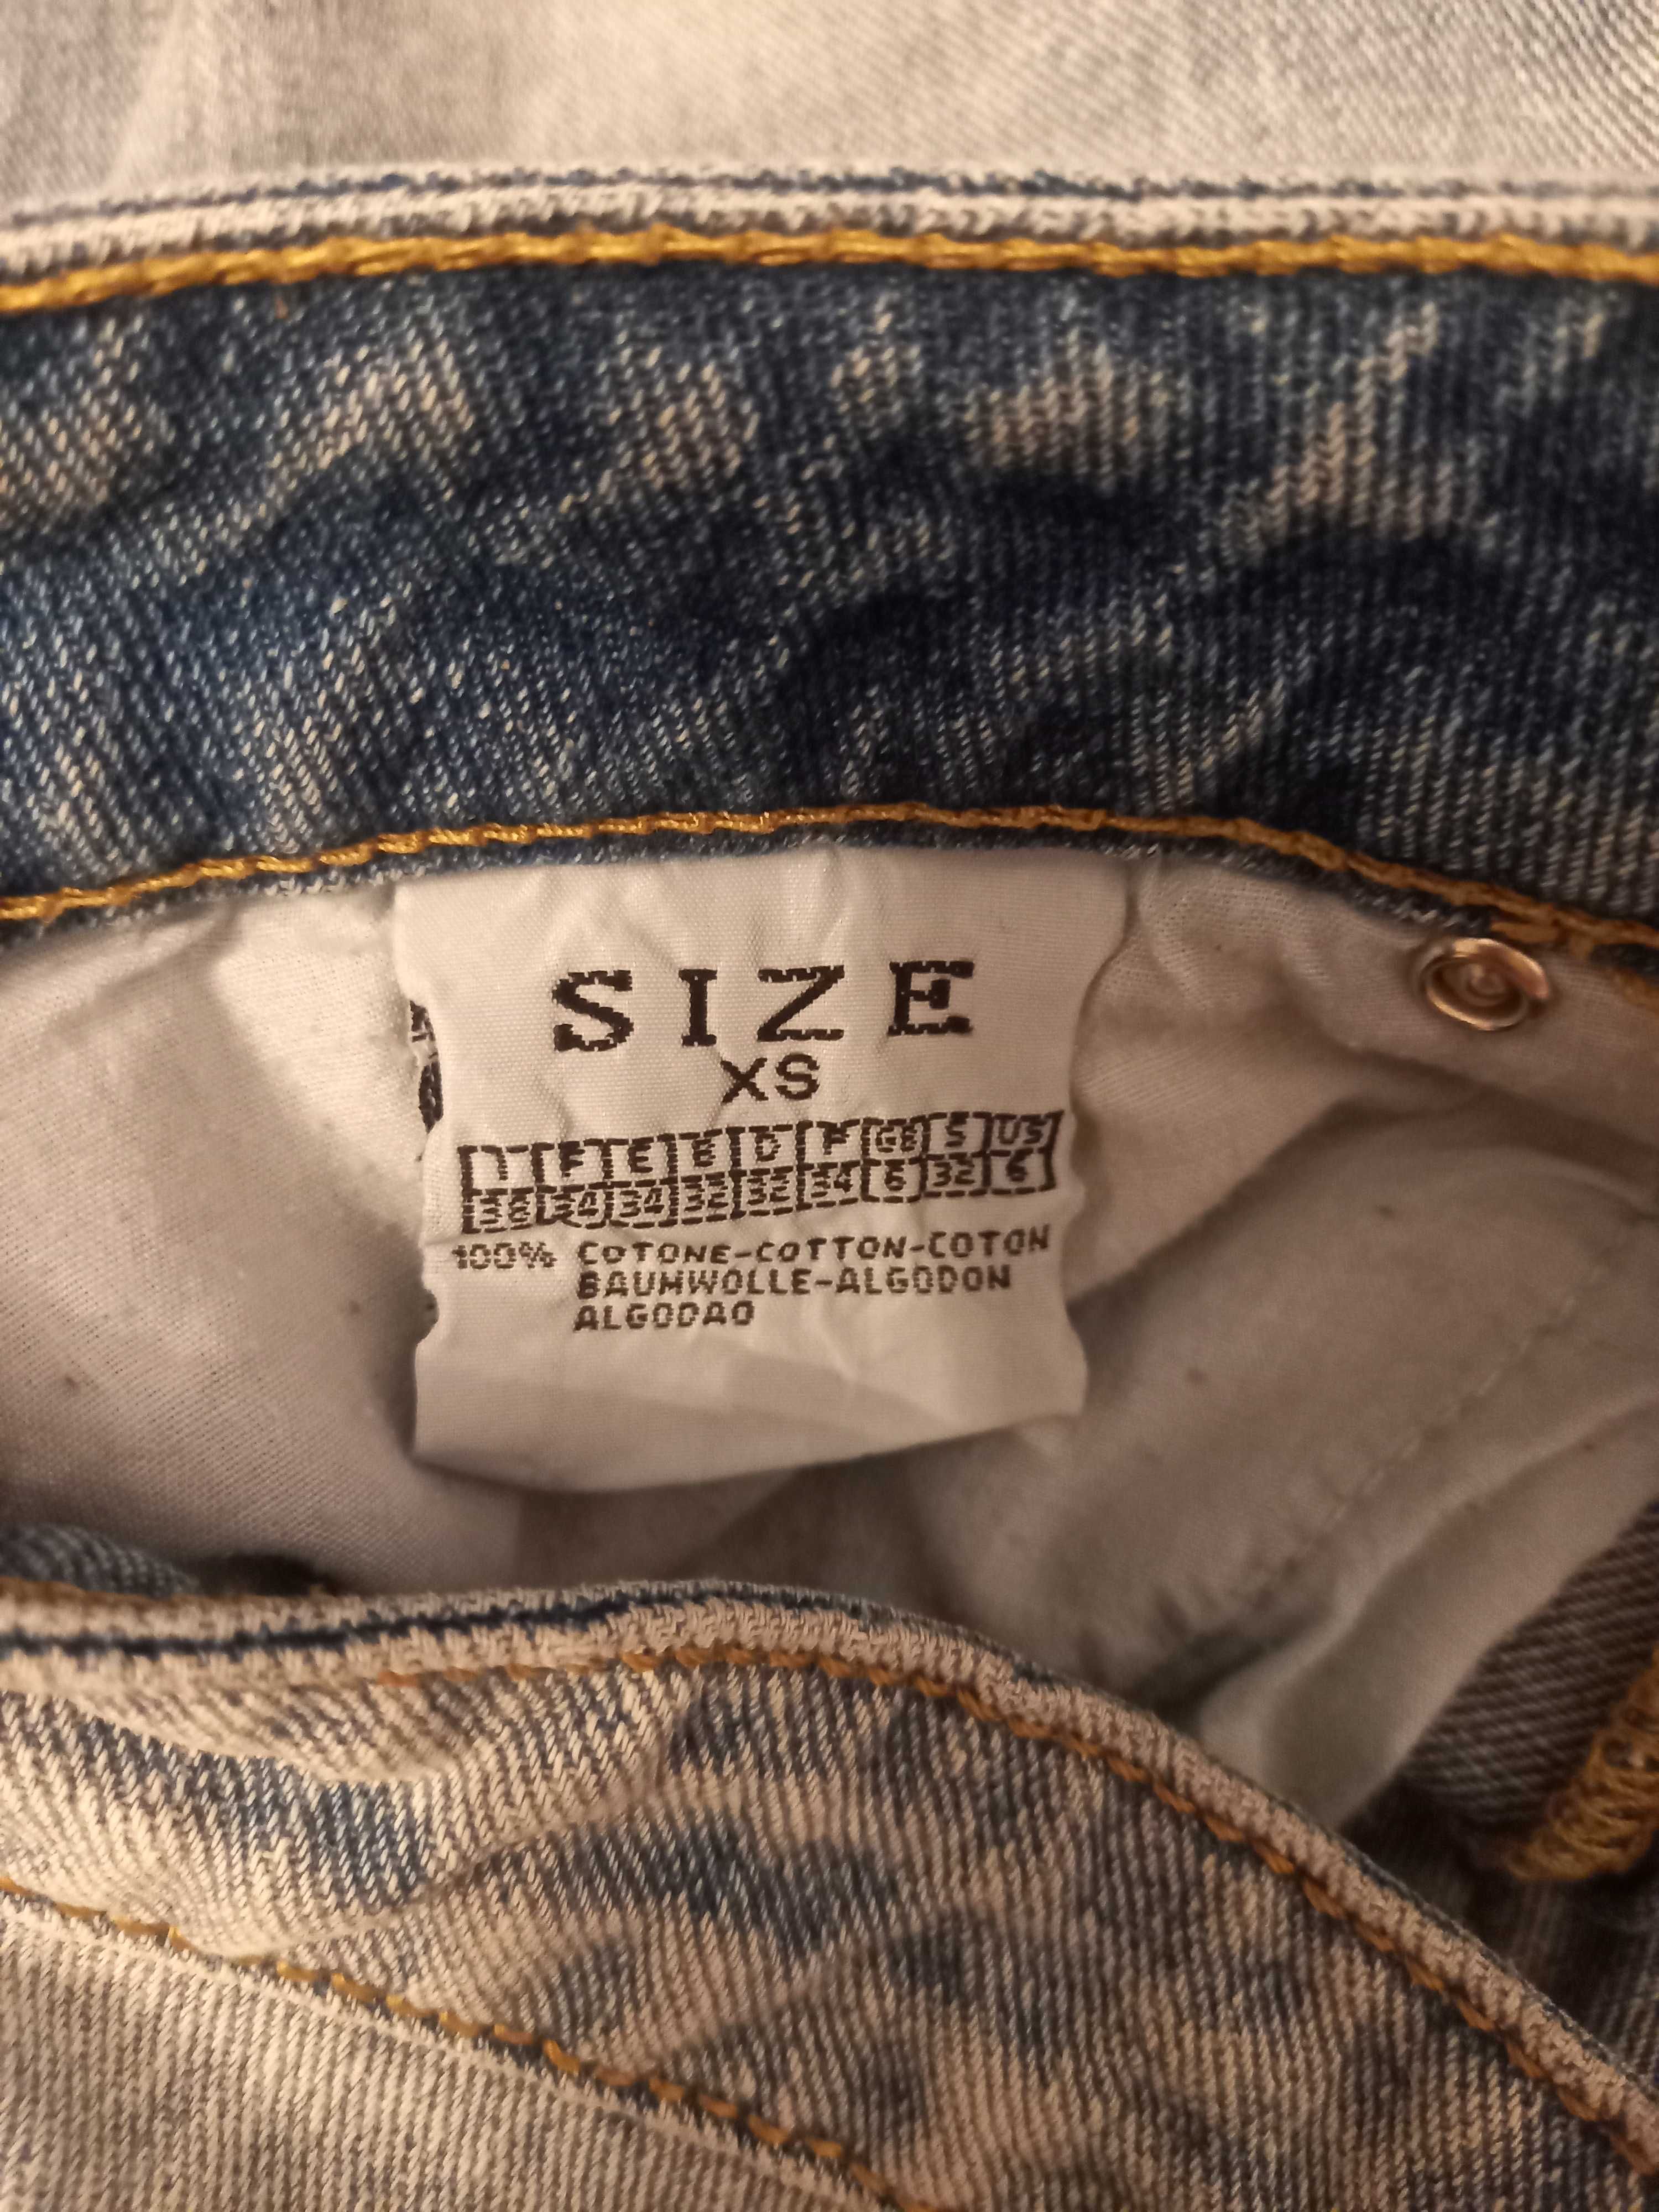 SIZE
XS
I F E B D P GB S US
38 34 34 32 32 34 6 32 6
100% COTONE-COTTON-COTON
BAUMWOLLE-ALGODON
ALGODAO